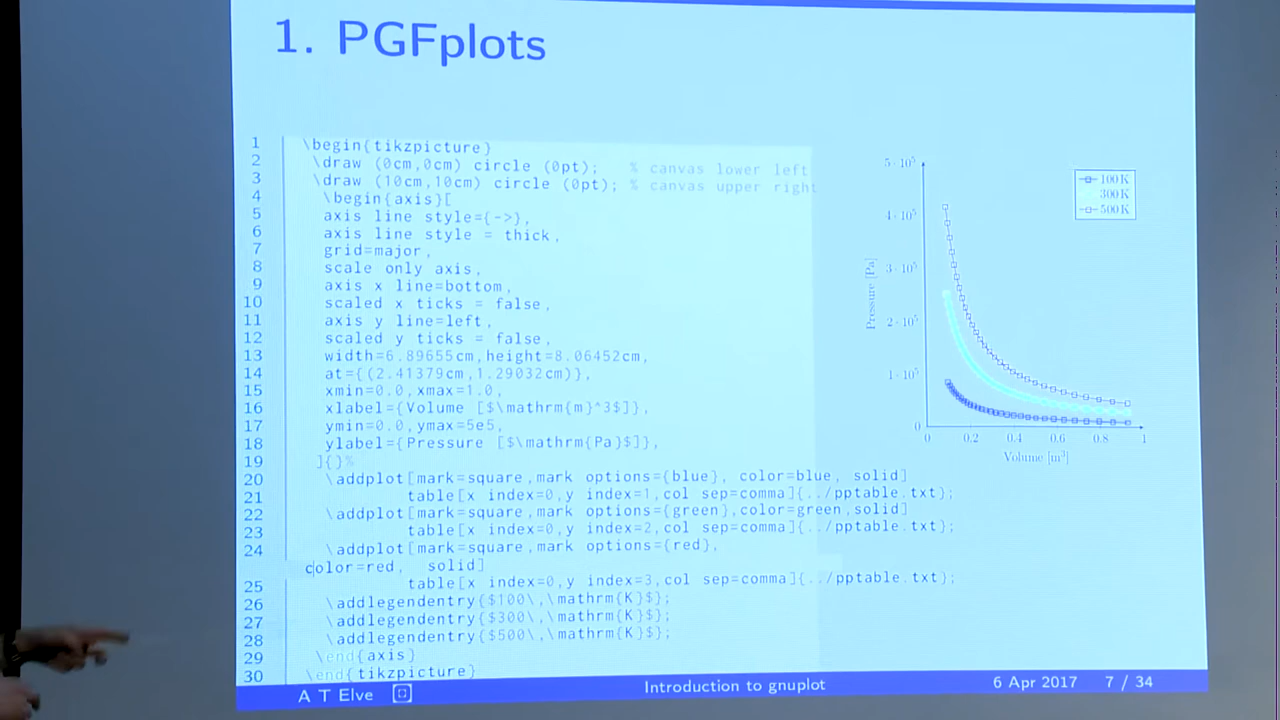 1. PGFplots
1 \begin{tikzpicture}
2 \draw (0cm,0cm) circle (0pt); % canvas lower left
3 \draw (10cm,10cm) circle (0pt); % canvas upper right
4 \begin{axis}[
5 axis line style={->},
6 axis line style = thick,
7 grid=major,
8 scale only axis,
9 axis x line=bottom,
10 scaled x ticks = false,
11 axis y line=left,
12 scaled y ticks = false,
13 width=6.89655cm,height=8.06452cm,
14 at={(2.41379cm,1.29032cm)},
15 xmin=0.0,xmax=1.0,
16 xlabel={Volume [$\mathrm{m}^3$]},
17 ymin=0.0,ymax=5e5,
18 ylabel={Pressure [$\mathrm{Pa}$]},
19 ]{}%
20 \addplot[mark=square,mark options={blue}, color=blue, solid]
21 table[x index=0,y index=1,col sep=comma]{../pptable.txt};
22 \addplot[mark=square,mark options={green},color=green,solid]
23 table[x index=0,y index=2,col sep=comma]{../pptable.txt};
24 \addplot[mark=square,mark options={red},
color=red, solid]
25 table[x index=0,y index=3,col sep=comma]{../pptable.txt};
26 \addlegendentry{$100\,\mathrm{K}$};
27 \addlegendentry{$300\,\mathrm{K}$};
28 \addlegendentry{$500\,\mathrm{K}$};
29 \end{axis}
30 \end{tikzpicture}
5·10⁵
4·10⁵
3·10⁵
2·10⁵
1·10⁵
0
Pressure [Pa]
100 K
300 K
500 K
0 0.2 0.4 0.6 0.8 1
Volume [m³]
A T Elve Introduction to gnuplot 6 Apr 2017 7 / 34